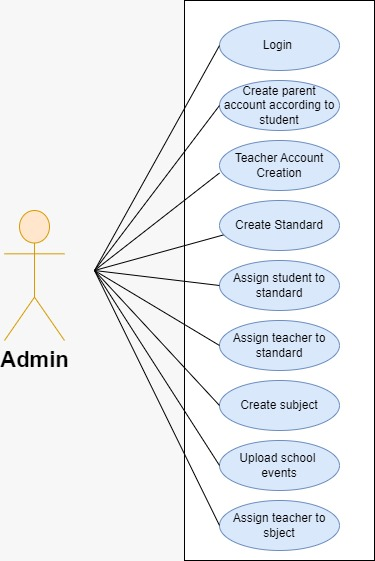 Login
Create parent
account according to
student
Teacher Account
Creation
Create Standard
Assign student to
standard
Admin
Assign teacher to
standard
Create subject
Upload school
events
Assign teacher to
sbject